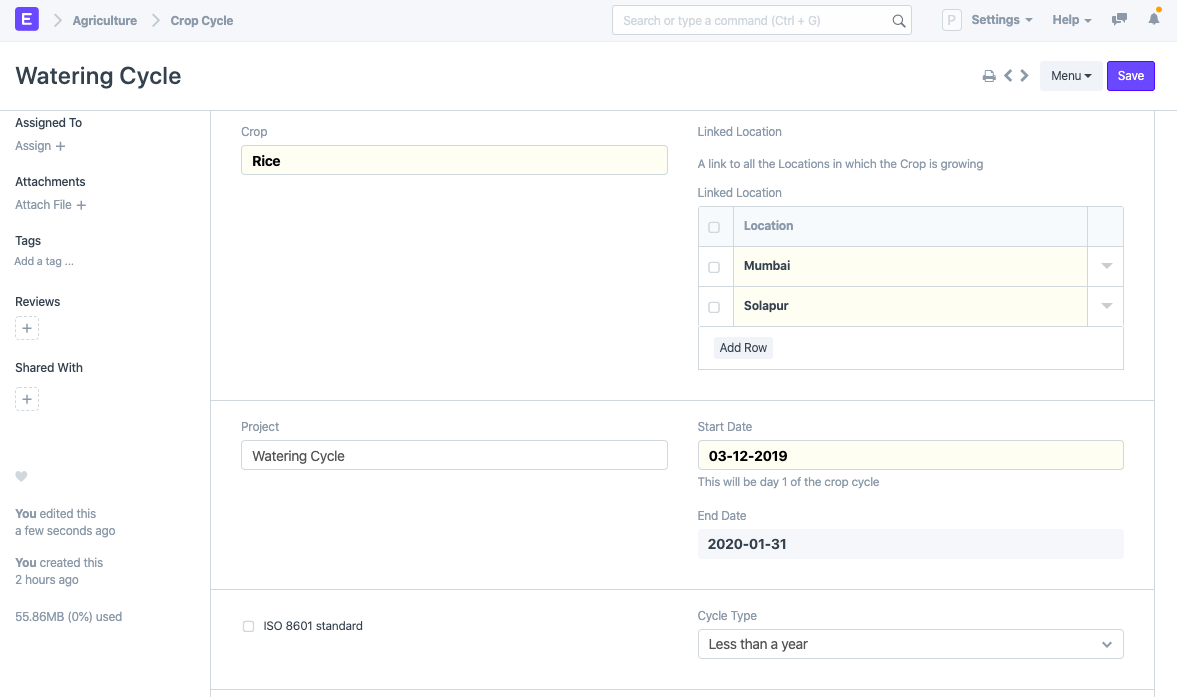 E
Agriculture
Crop Cycle
Search or type a command (Ctrl + G)
P
Settings
Help
Watering Cycle
Menu
Save
Assigned To
Assign +
Attachments
Attach File +
Tags
Add a tag ...
Reviews
+
Shared With
+
You edited this
a few seconds ago
You created this
2 hours ago
55.86MB (0%) used
Crop
Rice
Linked Location
A link to all the Locations in which the Crop is growing
Linked Location
Location
Mumbai
Solapur
Add Row
Project
Watering Cycle
Start Date
03-12-2019
This will be day 1 of the crop cycle
End Date
2020-01-31
ISO 8601 standard
Cycle Type
Less than a year